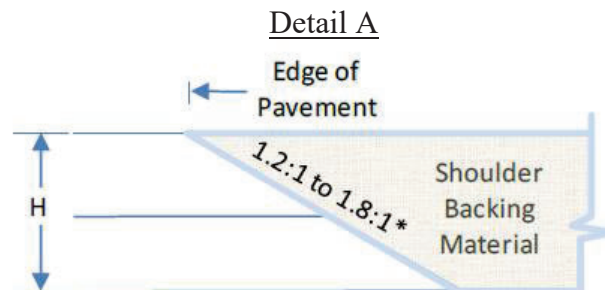 Detail A
Edge of
Pavement
1.2:1 to 1.8:1*
H
Shoulder
Backing
Material